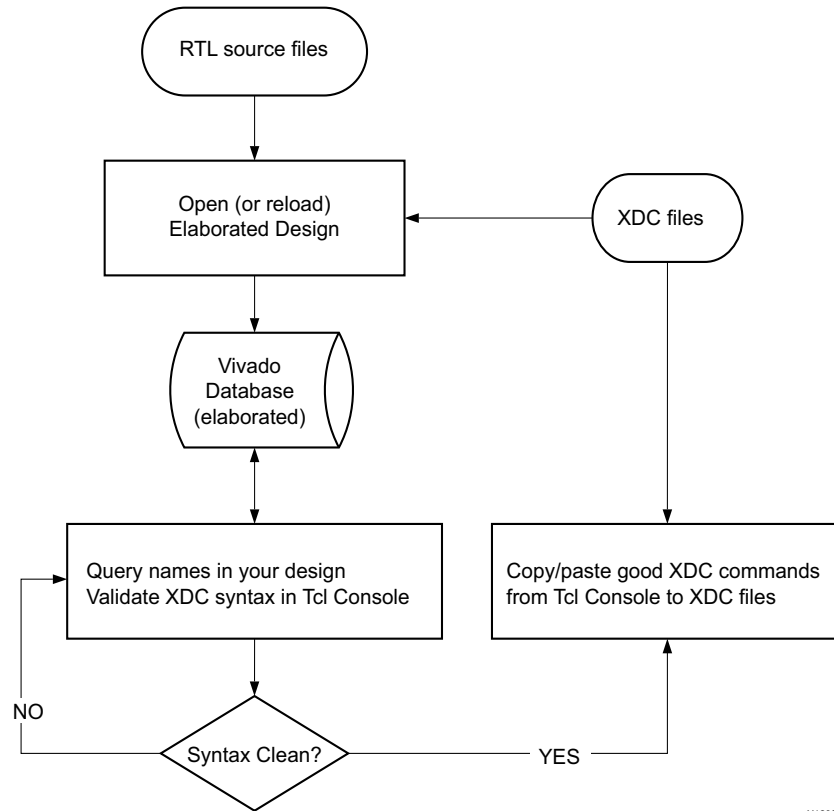 RTL source files
Open (or reload)
Elaborated Design
XDC files
Vivado
Database
(elaborated)
Query names in your design
Validate XDC syntax in Tcl Console
Copy/paste good XDC commands
from Tcl Console to XDC files
NO
Syntax Clean?
YES